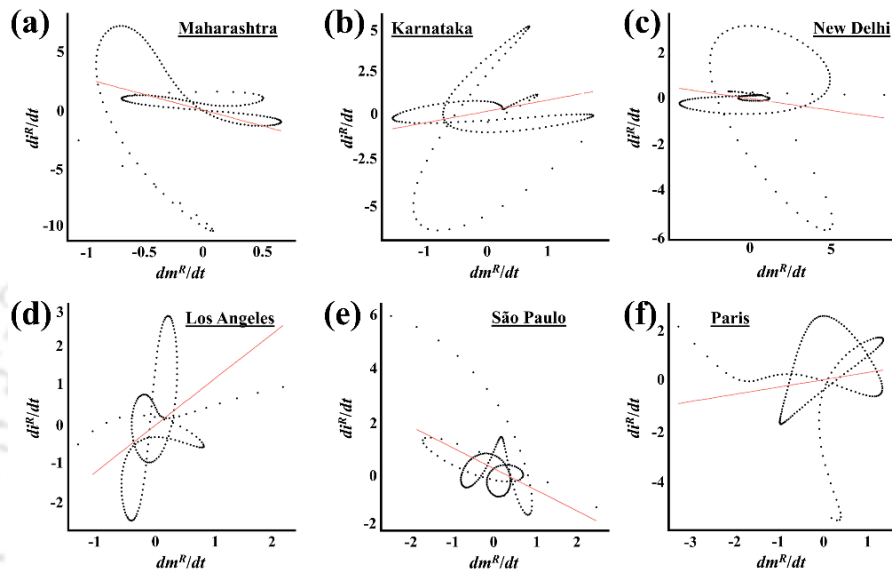 (a) Maharashtra
5
0
-5
-10
-1 -0.5 0 0.5
di^R/dt
dm^R/dt
(b) Karnataka
5
2.5
0
-2.5
-5
-1 0 1
di^R/dt
dm^R/dt
(c) New Delhi
2
0
-2
-4
-6
0 5
di^R/dt
dm^R/dt
(d) Los Angeles
3
2
1
0
-1
-2
-1 0 1 2
di^R/dt
dm^R/dt
(e) São Paulo
6
4
2
0
-2
-2 -1 0 1 2
di^R/dt
dm^R/dt
(f) Paris
2
0
-2
-4
-3 -2 -1 0 1
di^R/dt
dm^R/dt